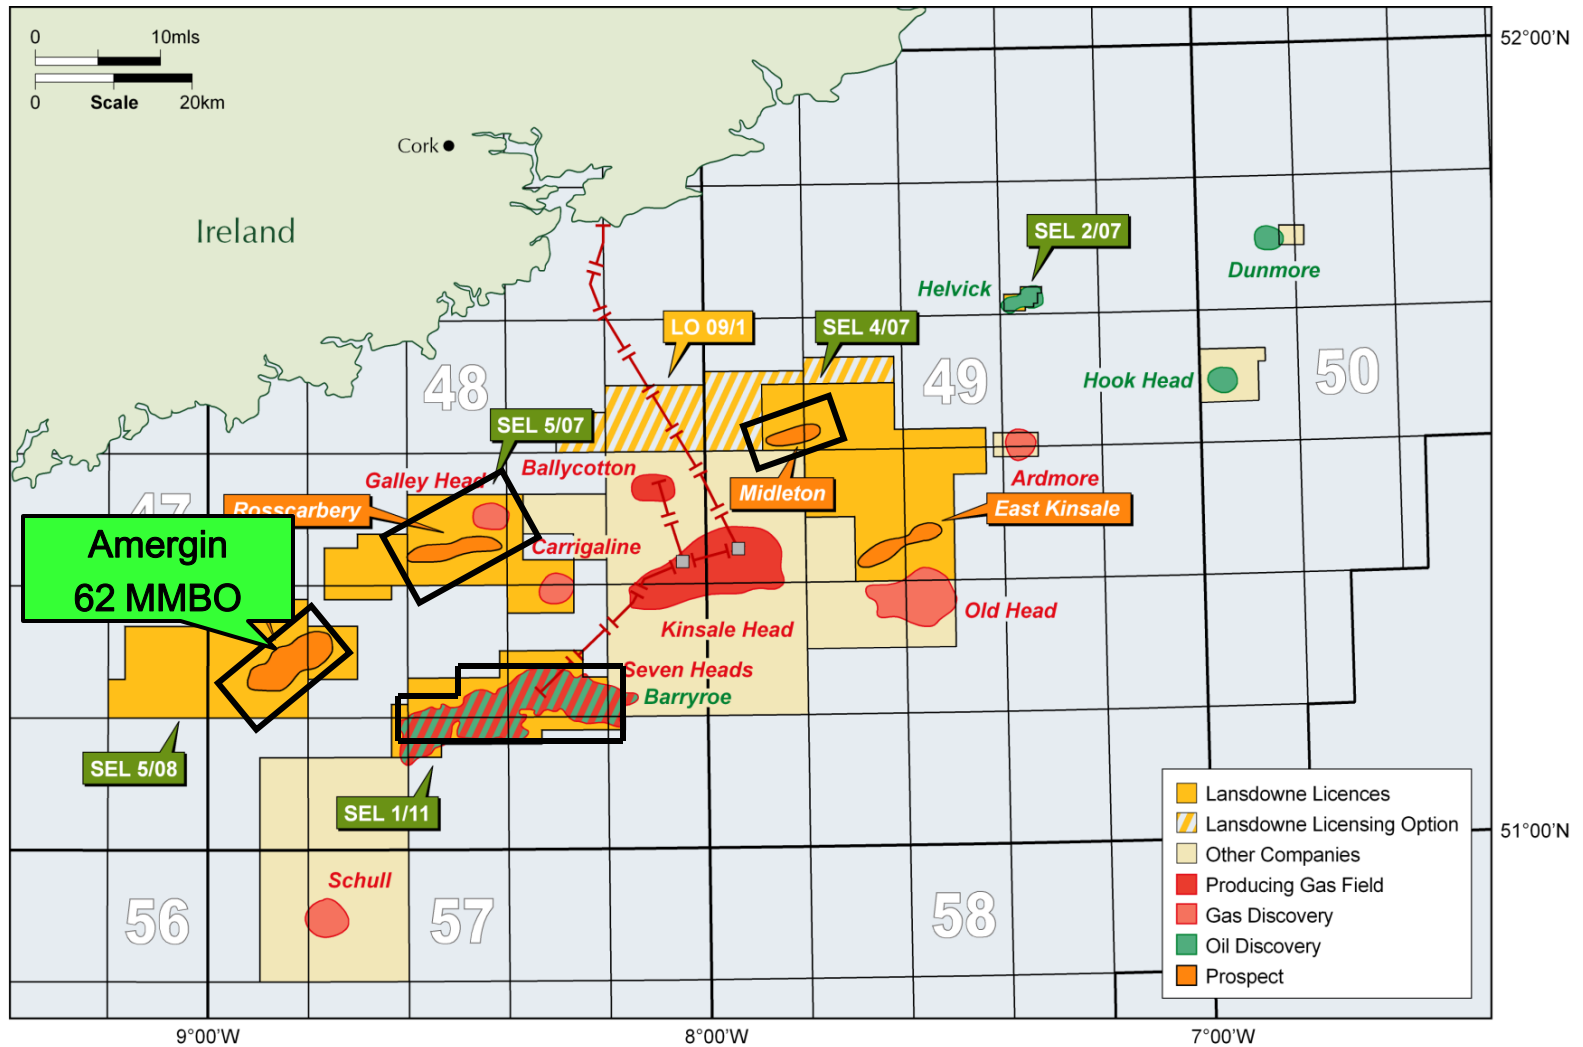 0 10mls
0 Scale 20km
52°00'N
Cork
Ireland
SEL 2/07
Dunmore
Helvick
LO 09/1
SEL 4/07
48
49
50
Hook Head
SEL 5/07
Ballycotton
Galley Head
Ardmore
47
Rosscarbery
Midleton
East Kinsale
Amergin
62 MMBO
Carrigaline
Old Head
Kinsale Head
Seven Heads
Barryroe
SEL 5/08
SEL 1/11
51°00'N
Schull
56
57
58
Lansdowne Licences
Lansdowne Licensing Option
Other Companies
Producing Gas Field
Gas Discovery
Oil Discovery
Prospect
9°00'W
8°00'W
7°00'W